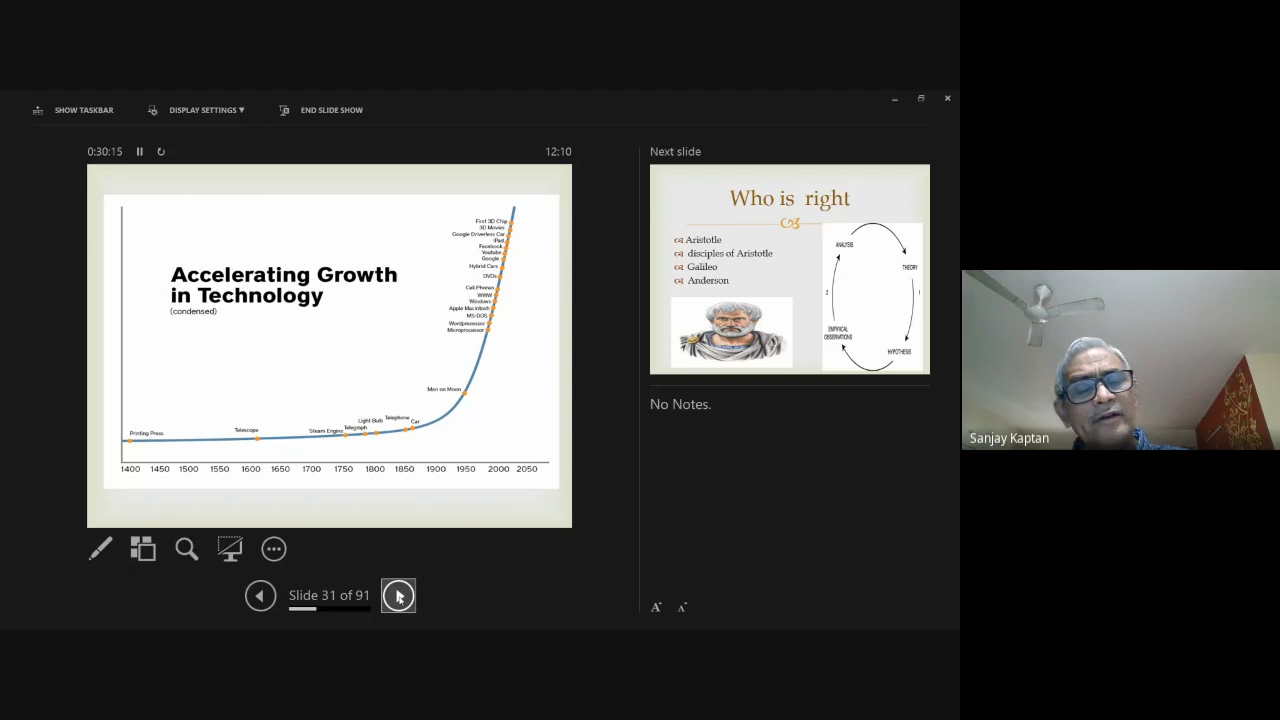 SHOW TASKBAR
DISPLAY SETTINGS ▼
END SLIDE SHOW
0:30:15
12:10
Next slide
Accelerating Growth
in Technology
(condensed)
First 3D Chip
3D Movies
Google Driverless Car
iPad
Facebook
Youtube
Google
Hybrid Cars
DVDs
Cell Phones
WWW
Windows
Apple Macintosh
MS-DOS
Wordprocessor
Microprocessor
Man on Moon
Printing Press
Telescope
Steam Engine
Telegraph
Light Bulb
Telephone
Car
1400 1450 1500 1550 1600 1650 1700 1750 1800 1850 1900 1950 2000 2050
Who is right
Aristotle
disciples of Aristotle
Galileo
Anderson
ANALYSIS
THEORY
2
1
EMPIRICAL
OBSERVATIONS
HYPOTHESIS
No Notes.
Slide 31 of 91
A
A
Sanjay Kaptan